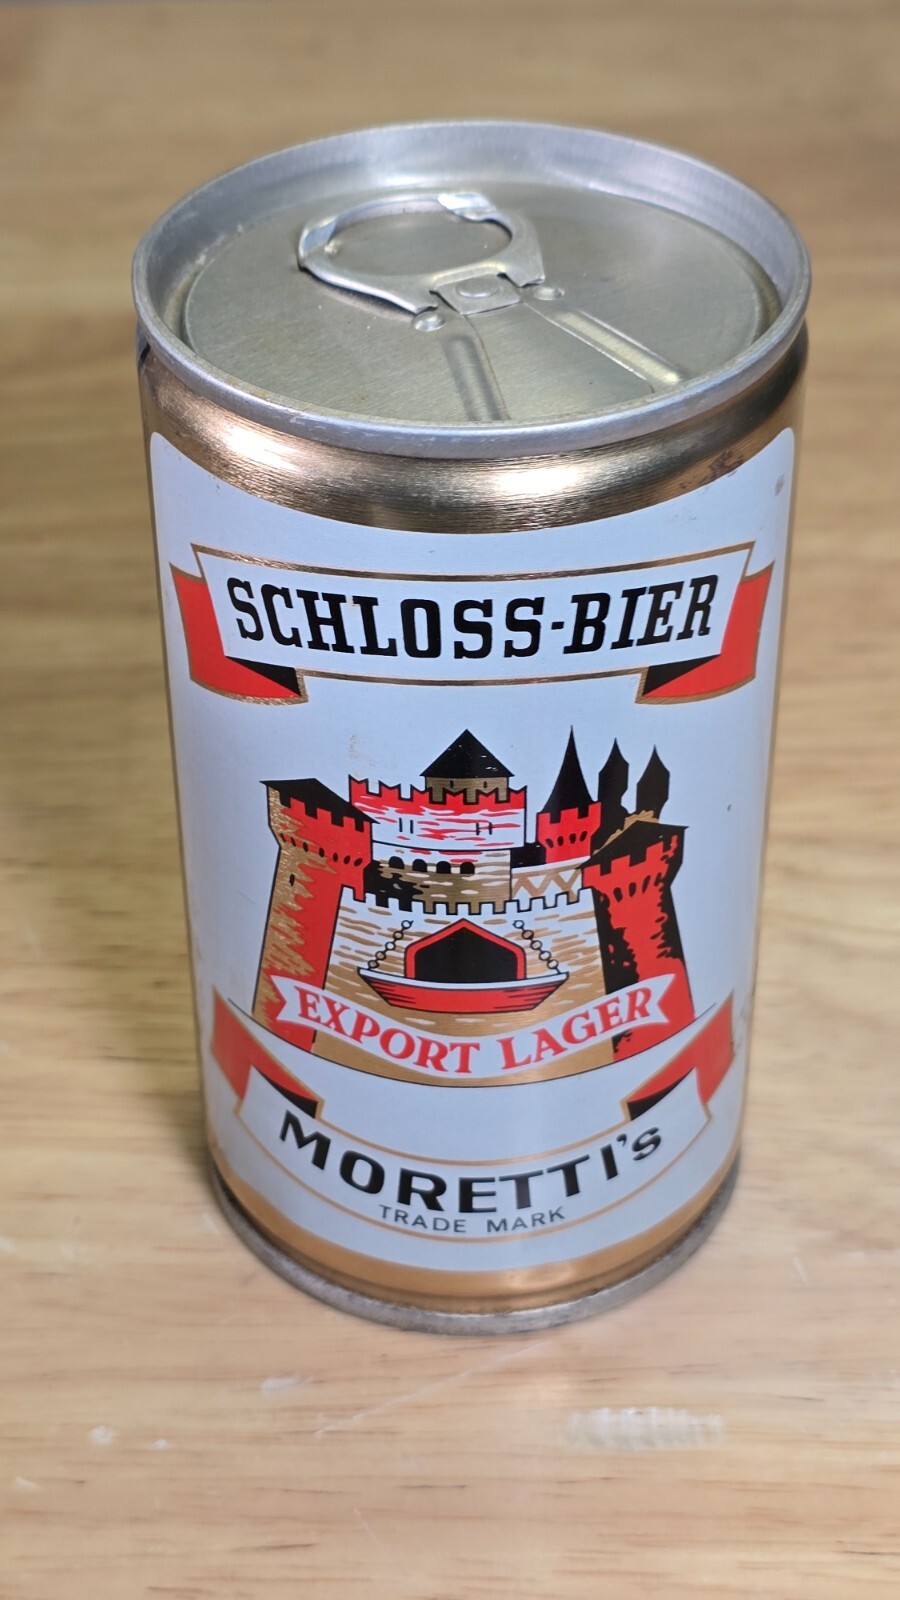 SCHLOSS-BIER
EXPORT LAGER
MORETTI's
TRADE MARK